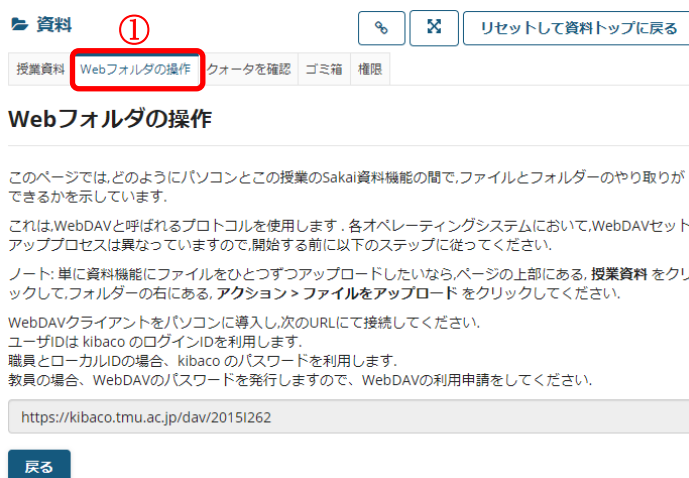 資料
①
リセットして資料トップに戻る
授業資料 Webフォルダの操作 クォータを確認 ゴミ箱 権限
Webフォルダの操作
このページでは,どのようにパソコンとこの授業のSakai資料機能の間で,ファイルとフォルダーのやり取りが
できるかを示しています.
これは,WebDAVと呼ばれるプロトコルを使用します. 各オペレーティングシステムにおいて,WebDAVセット
アッププロセスは異なっていますので,開始する前に以下のステップに従ってください.
ノート: 単に資料機能にファイルをひとつずつアップロードしたいなら,ページの上部にある, 授業資料 をクリ
ックして,フォルダーの右にある, アクション > ファイルをアップロード をクリックしてください.
WebDAVクライアントをパソコンに導入し,次のURLにて接続してください.
ユーザIDは kibaco のログインIDを利用します.
職員とローカルIDの場合、kibaco のパスワードを利用します.
教員の場合、WebDAVのパスワードを発行しますので、WebDAVの利用申請をしてください.
https://kibaco.tmu.ac.jp/dav/2015I262
戻る